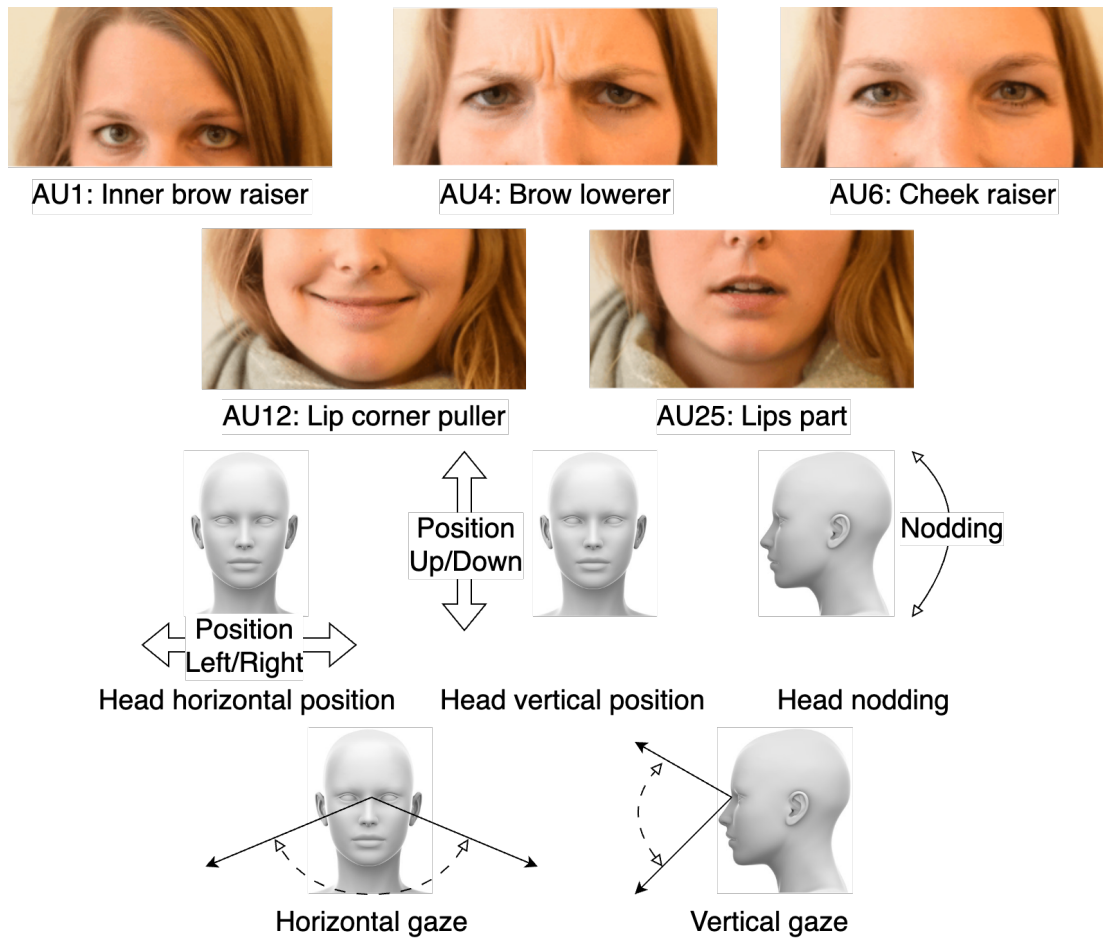 AU1: Inner brow raiser
AU4: Brow lowerer
AU6: Cheek raiser
AU12: Lip corner puller
AU25: Lips part
Position
Left/Right
Position
Up/Down
Nodding
Head horizontal position
Head vertical position
Head nodding
Horizontal gaze
Vertical gaze